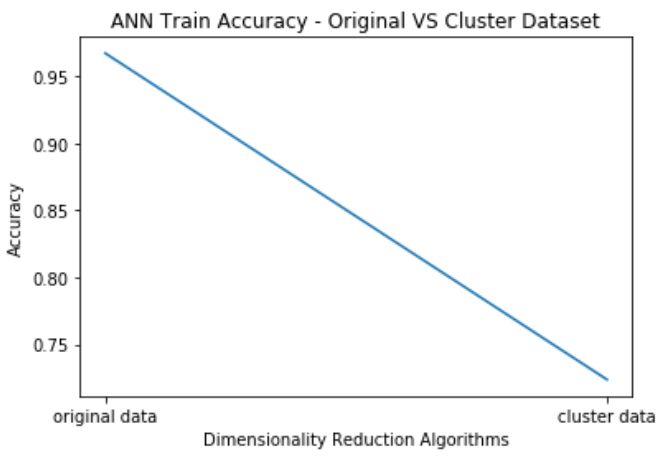 ANN Train Accuracy - Original VS Cluster Dataset
0.95
0.90
0.85
0.80
0.75
Accuracy
original data
cluster data
Dimensionality Reduction Algorithms